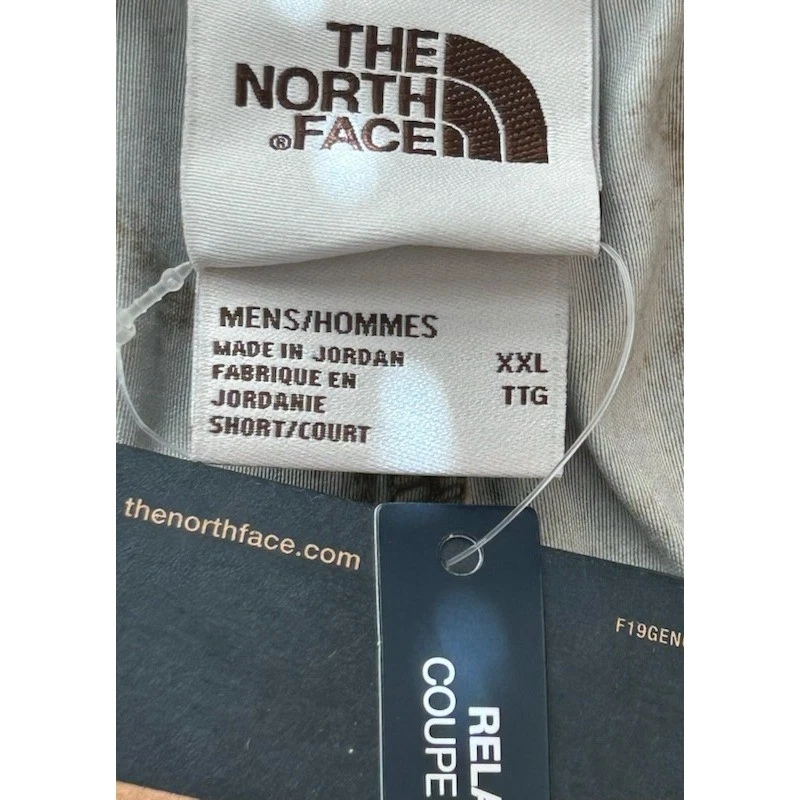 THE
NORTH
®FACE
MENS/HOMMES
MADE IN JORDAN
FABRIQUE EN
JORDANIE
SHORT/COURT
XXL
TTG
thenorthface.com
F19GEN
RELA
COUPE